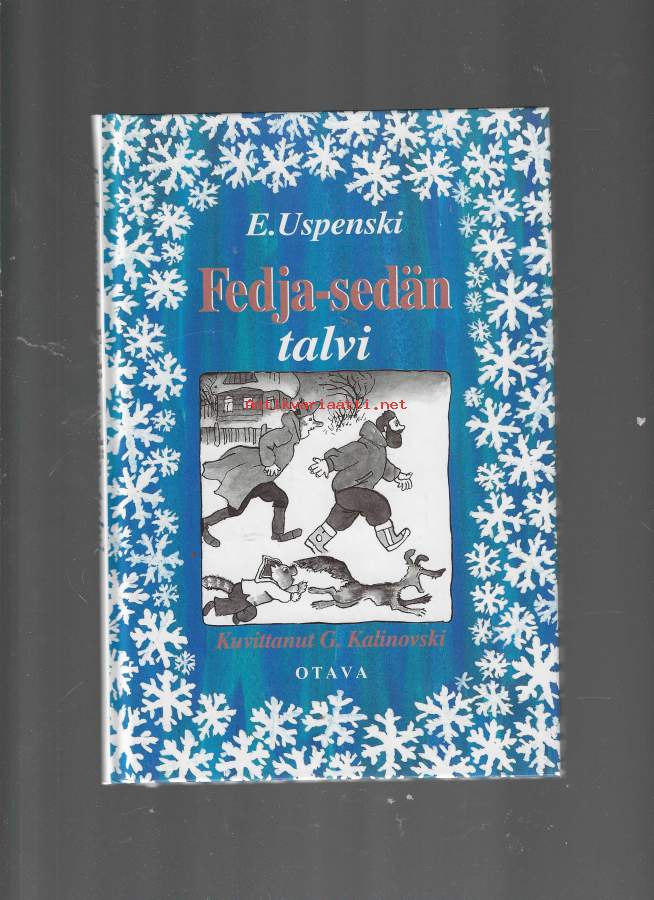 E.Uspenski
Fedja-sedän
talvi
Antikvariaatti.net
Kuvittanut G. Kalinovski
OTAVA